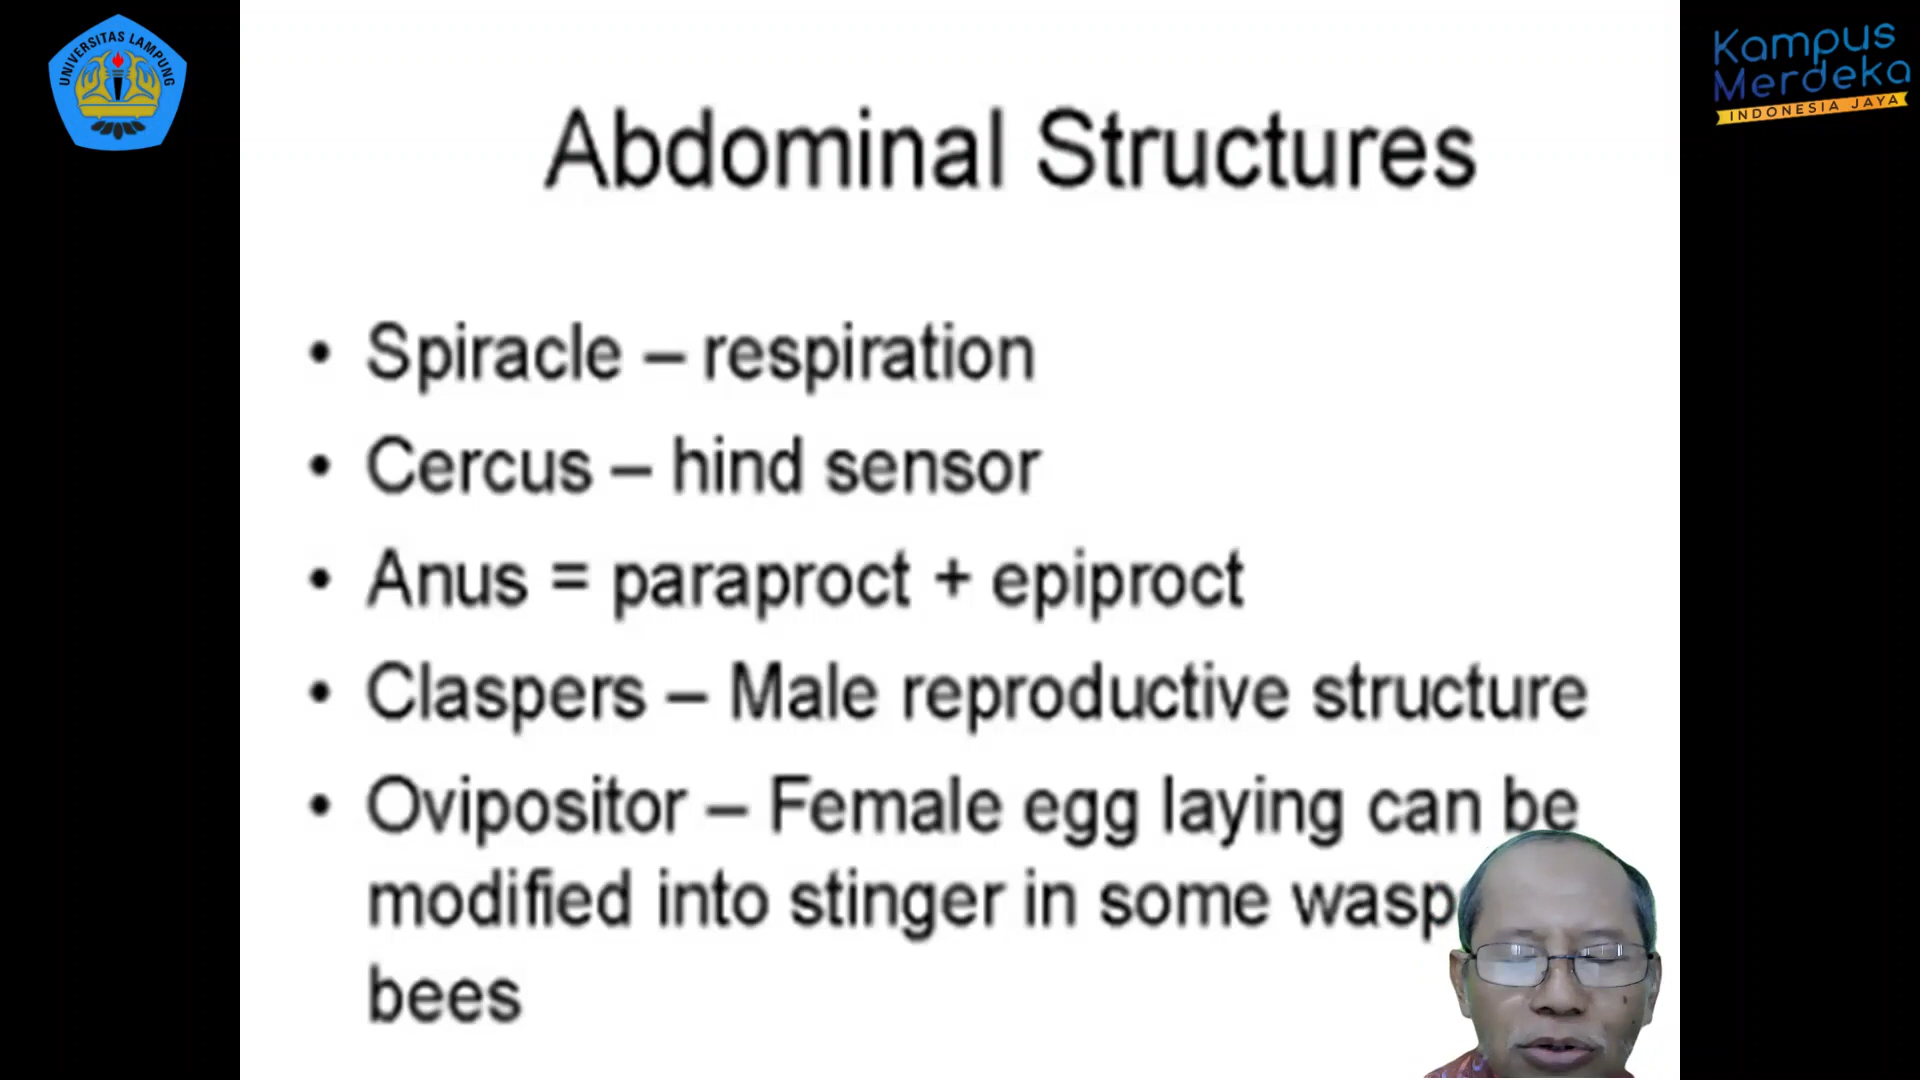 UNIVERSITAS LAMPUNG
Kampus
Merdeka
INDONESIA JAYA
Abdominal Structures
• Spiracle – respiration
• Cercus – hind sensor
• Anus = paraproct + epiproct
• Claspers – Male reproductive structure
• Ovipositor – Female egg laying can be
modified into stinger in some wasp
bees